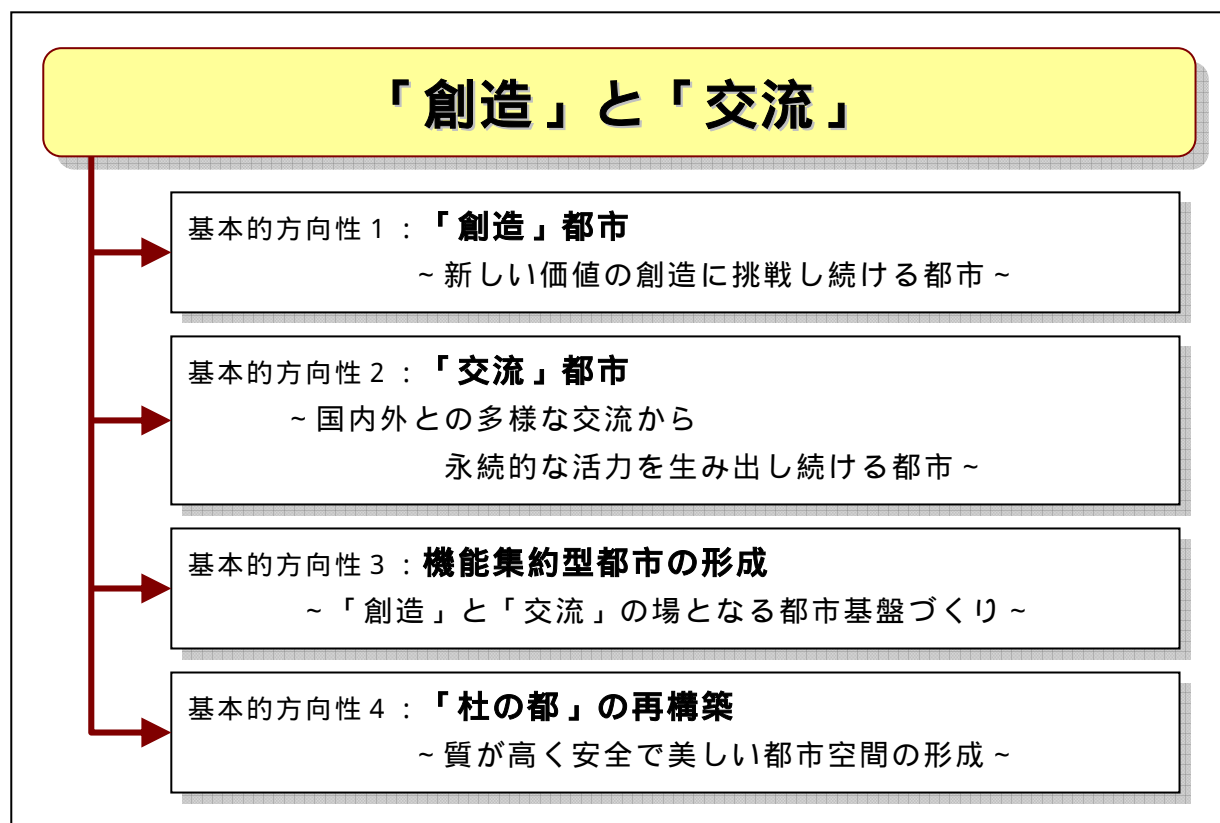 「創造」と「交流」
基本的方向性１：「創造」都市
～新しい価値の創造に挑戦し続ける都市～
基本的方向性２：「交流」都市
～国内外との多様な交流から
永続的な活力を生み出し続ける都市～
基本的方向性３：機能集約型都市の形成
～「創造」と「交流」の場となる都市基盤づくり～
基本的方向性４：「杜の都」の再構築
～質が高く安全で美しい都市空間の形成～